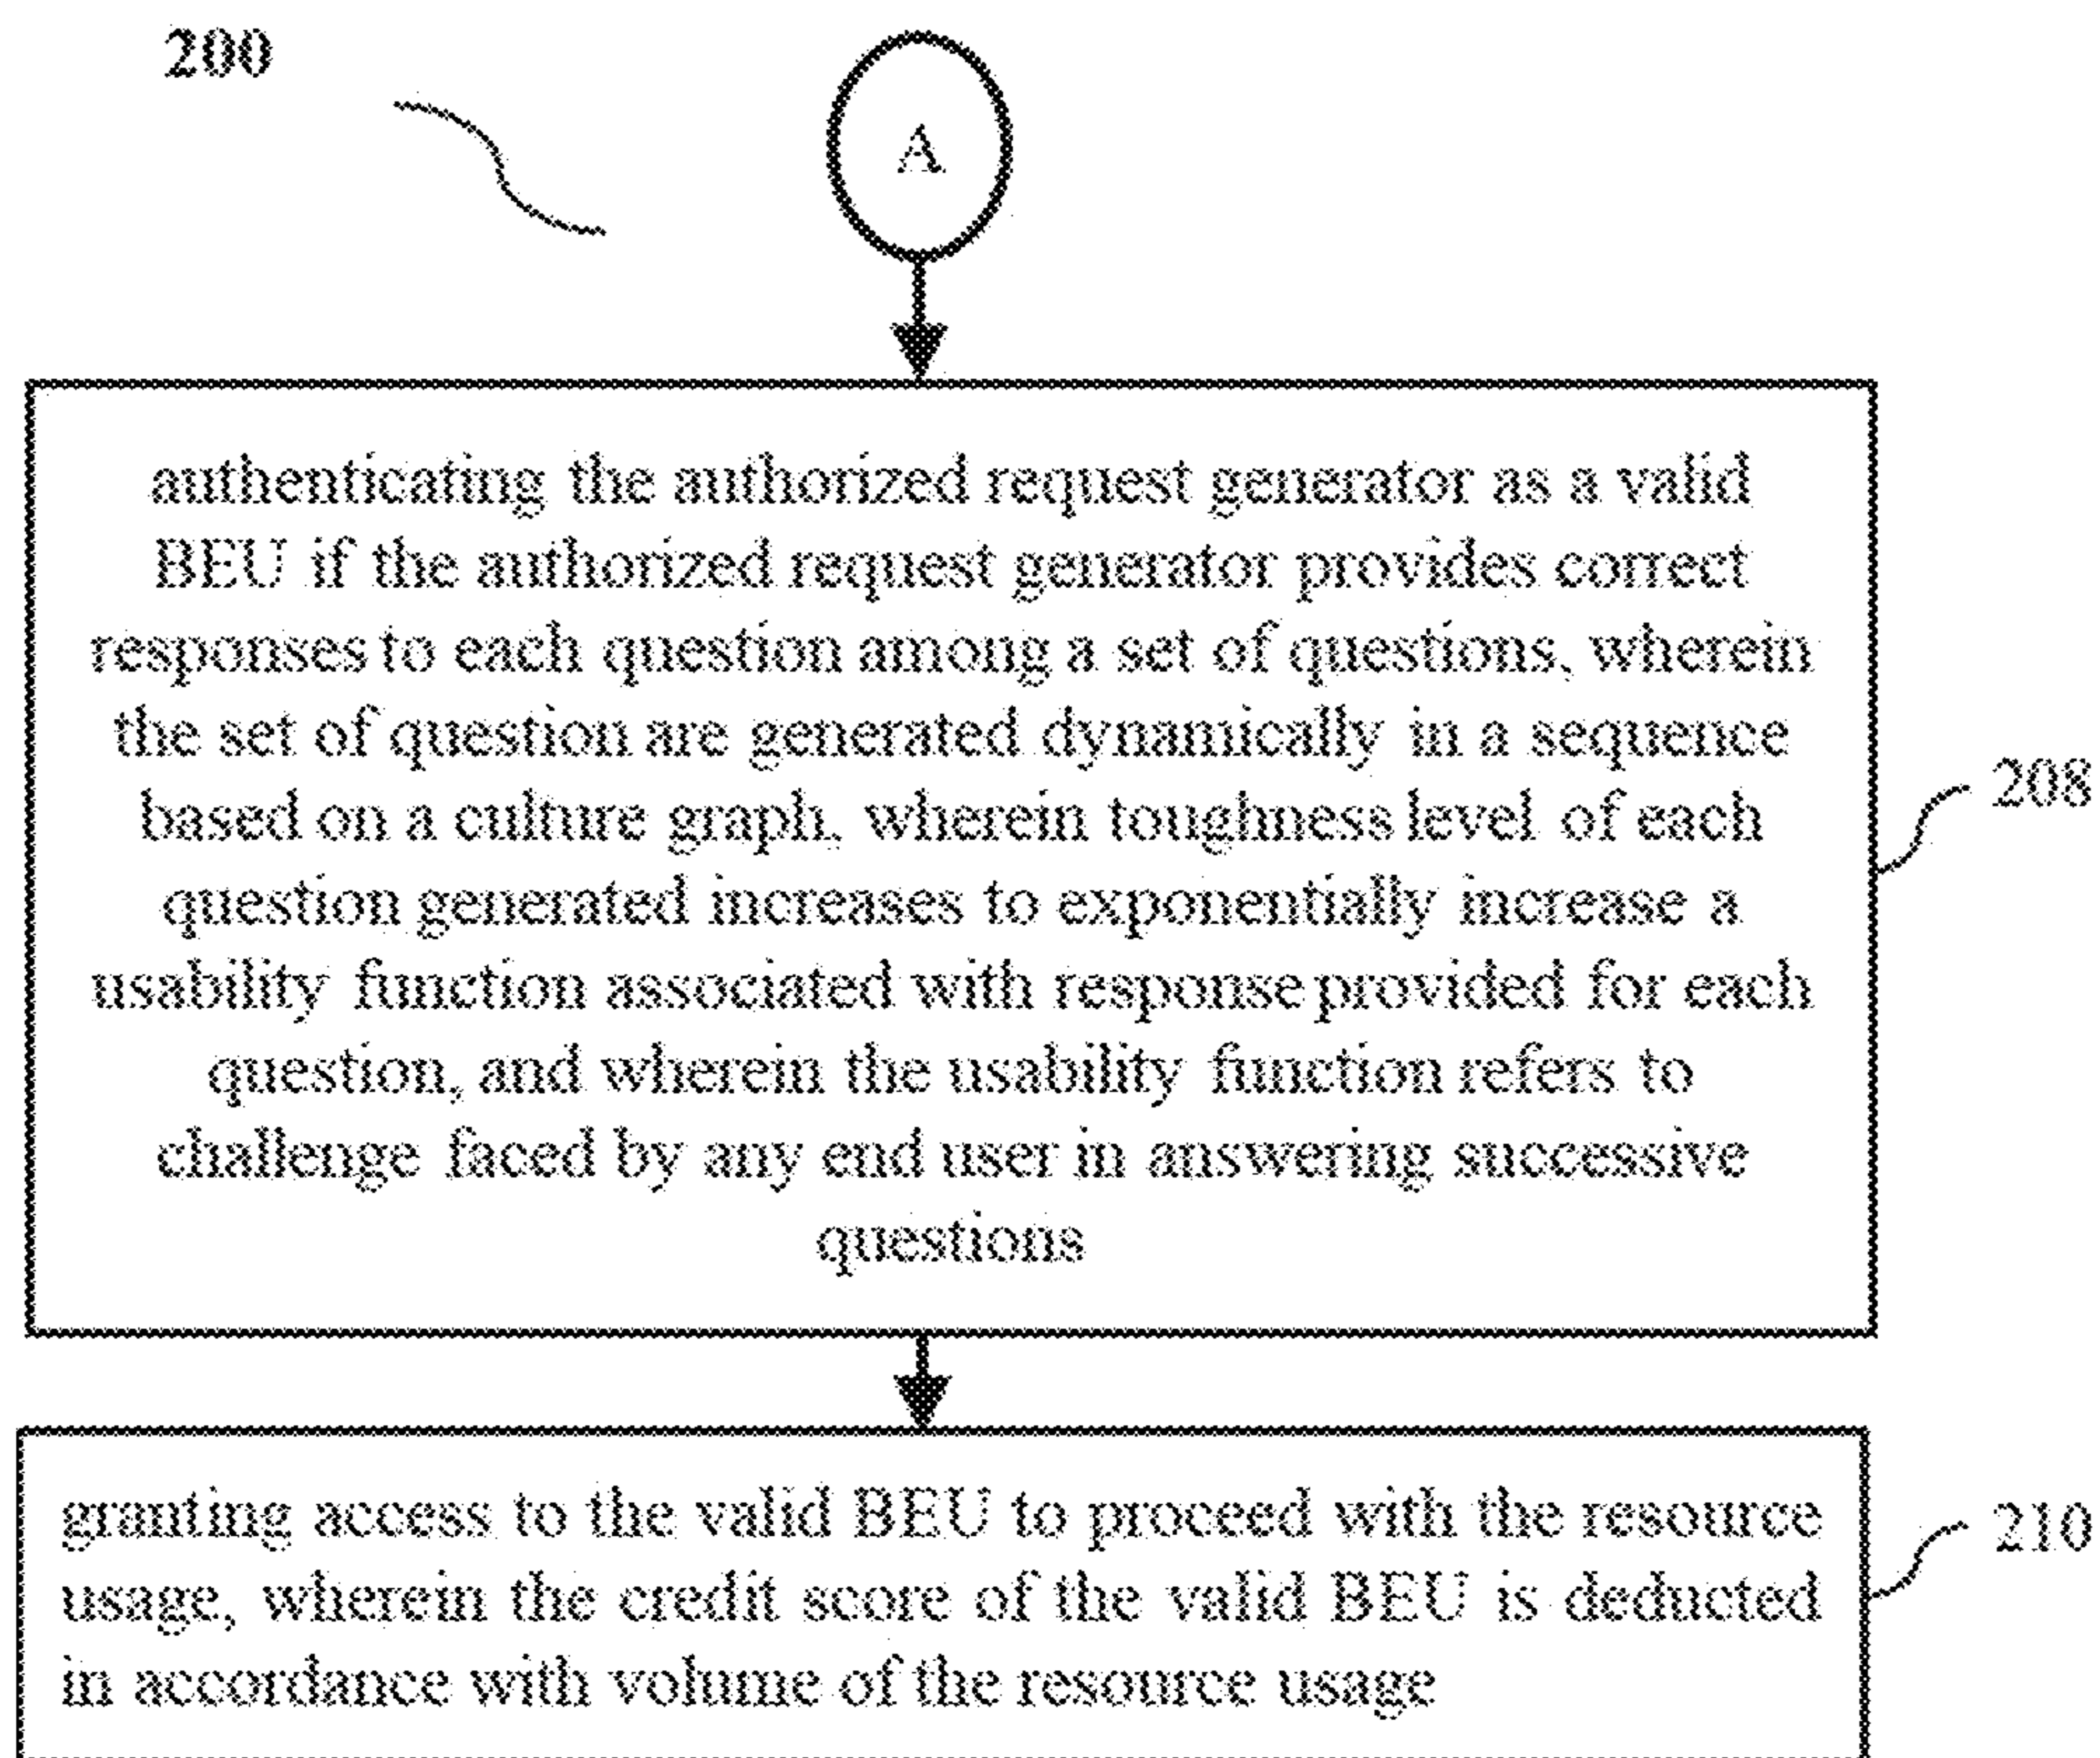 200
A
authenticating the authorized request generator as a valid
BEU if the authorized request generator provides correct
responses to each question among a set of questions, wherein
the set of question are generated dynamically in a sequence
based on a culture graph, wherein toughness level of each
question generated increases to exponentially increase a
usability function associated with response provided for each
question, and wherein the usability function refers to
challenge faced by any end user in answering successive
questions
208
granting access to the valid BEU to proceed with the resource
usage, wherein the credit score of the valid BEU is deducted
in accordance with volume of the resource usage
210